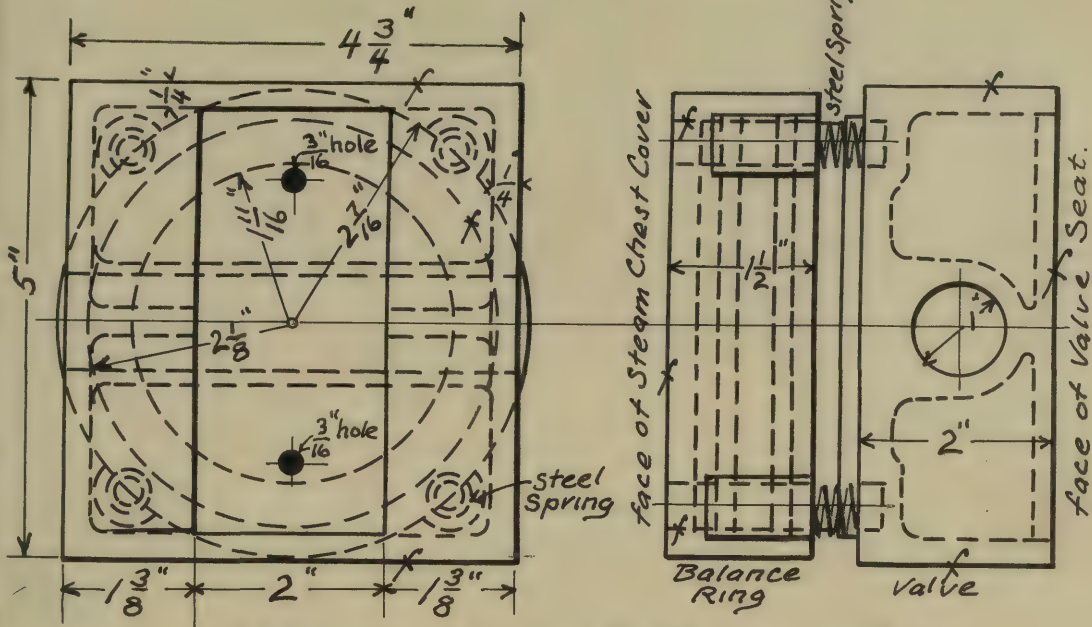 4 3/4"
1/4"
5"
3/16" hole
1 11/16"
2 7/16"
1/4
2 1/8"
3/16" hole
steel
Spring
1 3/8"
2"
1 3/8"
face of Steam Chest Cover
1 1/2"
Balance
Ring
steel
1"
2"
Valve
face of Valve Seat.